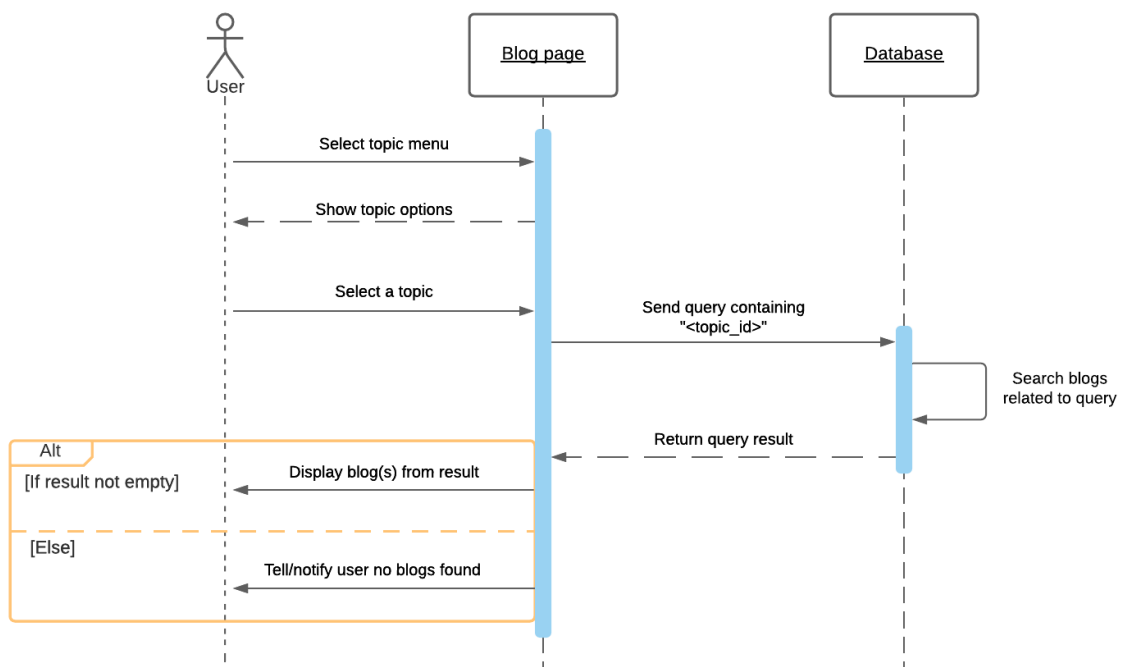 User
Blog page
Database
Select topic menu
Show topic options
Select a topic
Send query containing
"<topic_id>"
Search blogs
related to query
Return query result
Alt
[If result not empty]
Display blog(s) from result
[Else]
Tell/notify user no blogs found